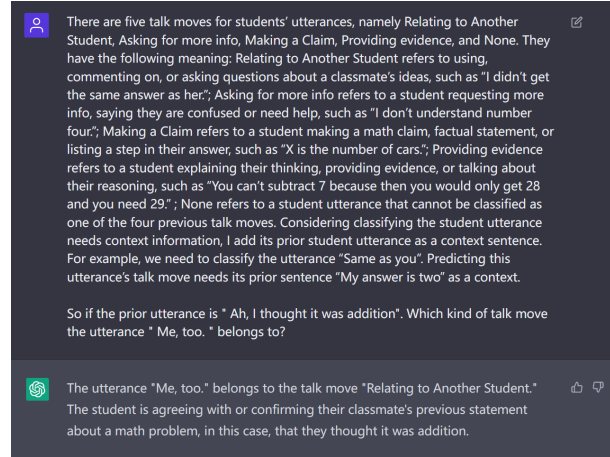 There are five talk moves for students' utterances, namely Relating to Another
Student, Asking for more info, Making a Claim, Providing evidence, and None. They
have the following meaning: Relating to Another Student refers to using,
commenting on, or asking questions about a classmate's ideas, such as "I didn't get
the same answer as her."; Asking for more info refers to a student requesting more
info, saying they are confused or need help, such as "I don't understand number
four."; Making a Claim refers to a student making a math claim, factual statement, or
listing a step in their answer, such as "X is the number of cars."; Providing evidence
refers to a student explaining their thinking, providing evidence, or talking about
their reasoning, such as "You can't subtract 7 because then you would only get 28
and you need 29." ; None refers to a student utterance that cannot be classified as
one of the four previous talk moves. Considering classifying the student utterance
needs context information, I add its prior student utterance as a context sentence.
For example, we need to classify the utterance "Same as you". Predicting this
utterance's talk move needs its prior sentence "My answer is two" as a context.
So if the prior utterance is " Ah, I thought it was addition". Which kind of talk move
the utterance " Me, too. " belongs to?
The utterance "Me, too." belongs to the talk move "Relating to Another Student."
The student is agreeing with or confirming their classmate's previous statement
about a math problem, in this case, that they thought it was addition.